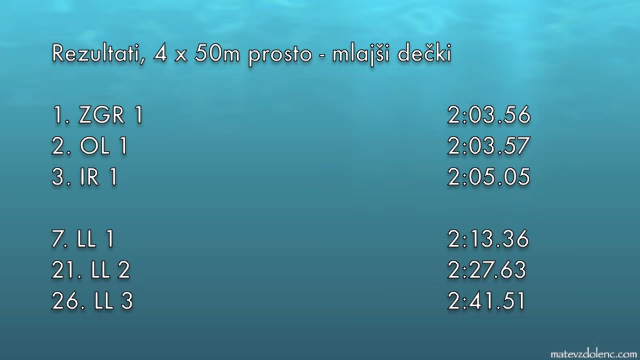 Rezultati, 4 x 50m prosto - mlajši dečki
1. ZGR 1 2:03.56
2. OL 1 2:03.57
3. IR 1 2:05.05
7. LL 1 2:13.36
21. LL 2 2:27.63
26. LL 3 2:41.51
matevzdolenc.com